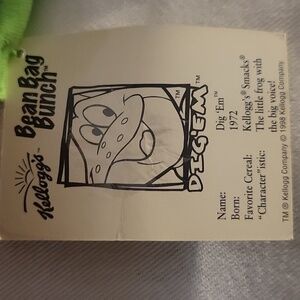 Kellogg's™
Bean Bag
Bunch™
DIG'EM™
Name: Dig 'Em™
Born: 1972
Favorite Cereal: Kellogg's® Smacks®
"Character"istic: The little frog with
the big voice!
TM ® Kellogg Company © 1998 Kellogg Company